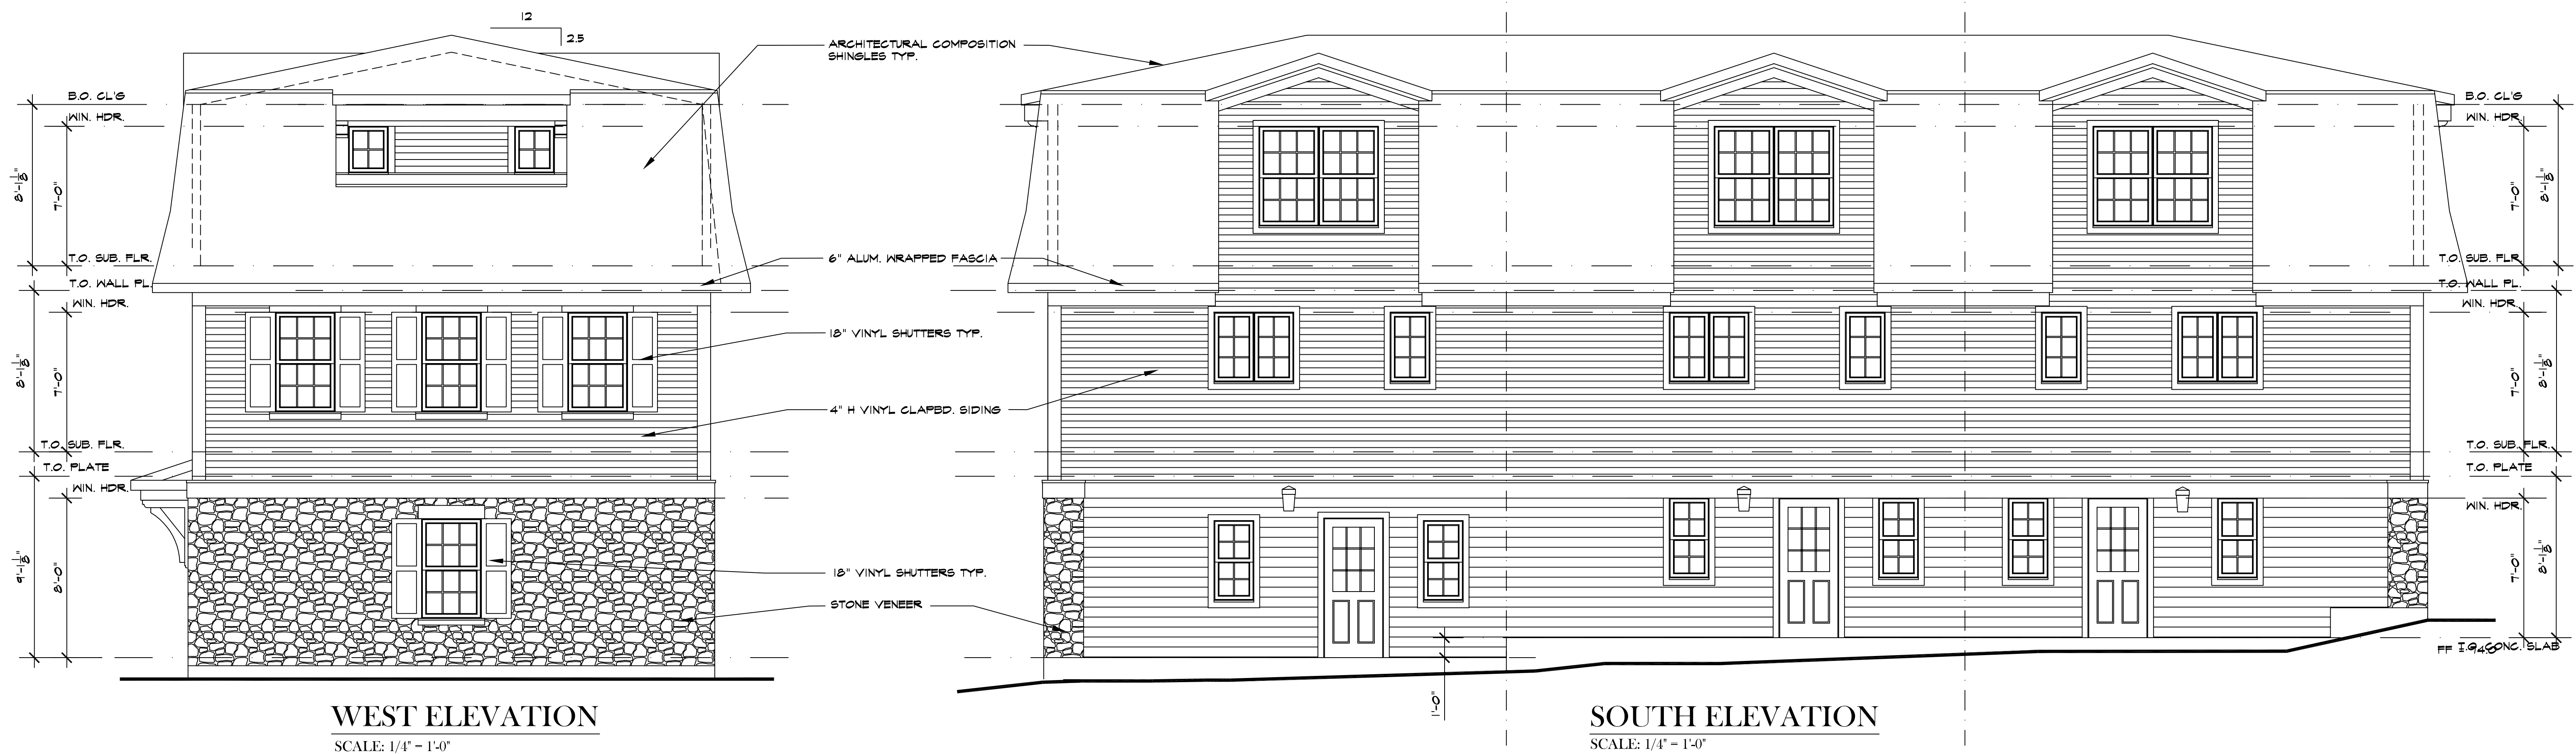 12
2.5
ARCHITECTURAL COMPOSITION
SHINGLES TYP.
B.O. CL'G
WIN. HDR.
8'-1 1/8"
7'-0"
T.O. SUB. FLR.
T.O. WALL PL.
WIN. HDR.
6" ALUM. WRAPPED FASCIA
18" VINYL SHUTTERS TYP.
8'-1 1/8"
7'-0"
4" H VINYL CLAPBD. SIDING
T.O. SUB. FLR.
T.O. PLATE
WIN. HDR.
9'-1 1/8"
8'-0"
18" VINYL SHUTTERS TYP.
STONE VENEER
WEST ELEVATION
SCALE: 1/4" = 1'-0"
B.O. CL'G
WIN. HDR.
7'-0"
8'-1 1/8"
T.O. SUB. FLR.
T.O. WALL PL.
WIN. HDR.
7'-0"
8'-1 1/8"
T.O. SUB. FLR.
T.O. PLATE
WIN. HDR.
7'-0"
8'-1 1/8"
T.O. CONC. SLAB
1'-0"
SOUTH ELEVATION
SCALE: 1/4" = 1'-0"